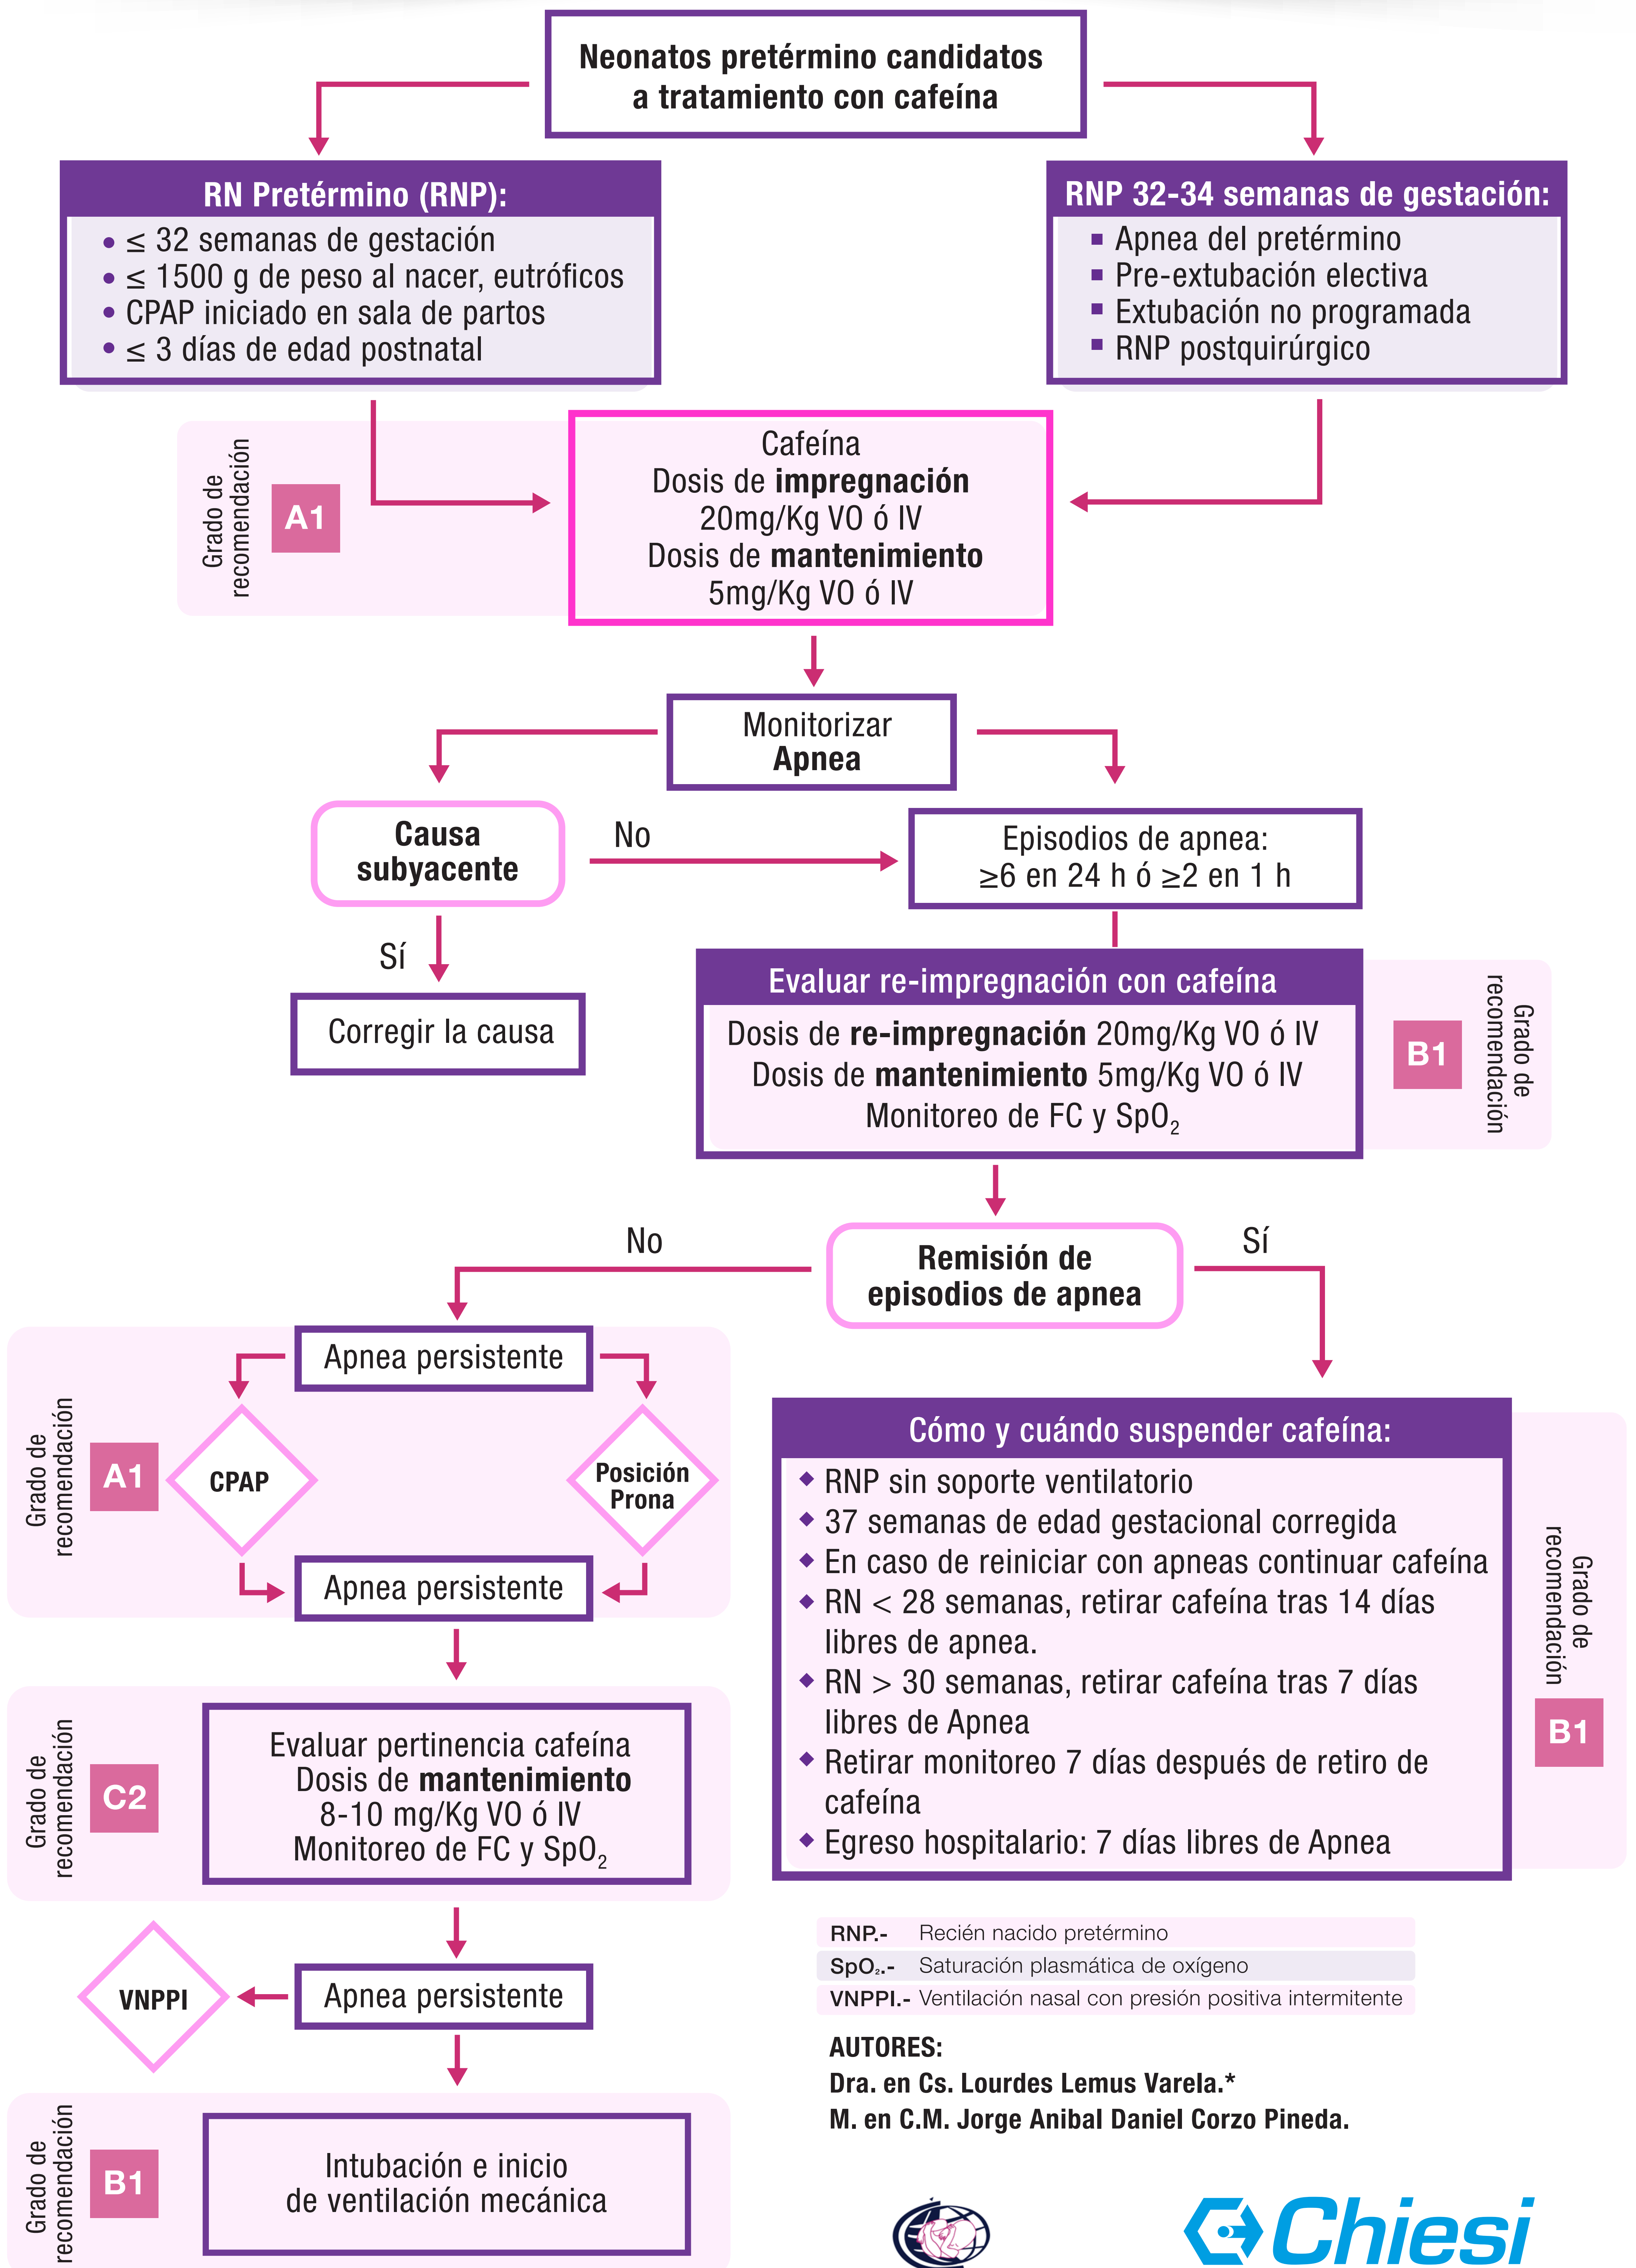 Neonatos pretérmino candidatos
a tratamiento con cafeína
RN Pretérmino (RNP):
• ≤ 32 semanas de gestación
• ≤ 1500 g de peso al nacer, eutróficos
• CPAP iniciado en sala de partos
• ≤ 3 días de edad postnatal
RNP 32-34 semanas de gestación:
▪ Apnea del pretérmino
▪ Pre-extubación electiva
▪ Extubación no programada
▪ RNP postquirúrgico
Grado de
recomendación
A1
Cafeína
Dosis de impregnación
20mg/Kg VO ó IV
Dosis de mantenimiento
5mg/Kg VO ó IV
Monitorizar
Apnea
Causa
subyacente
No
Episodios de apnea:
≥6 en 24 h ó ≥2 en 1 h
Sí
Corregir la causa
Evaluar re-impregnación con cafeína
Dosis de re-impregnación 20mg/Kg VO ó IV
Dosis de mantenimiento 5mg/Kg VO ó IV
Monitoreo de FC y SpO₂
B1
Grado de
recomendación
No
Remisión de
episodios de apnea
Sí
Apnea persistente
Grado de
recomendación
A1
CPAP
Posición
Prona
Apnea persistente
Grado de
recomendación
C2
Evaluar pertinencia cafeína
Dosis de mantenimiento
8-10 mg/Kg VO ó IV
Monitoreo de FC y SpO₂
VNPPI
Apnea persistente
Grado de
recomendación
B1
Intubación e inicio
de ventilación mecánica
Cómo y cuándo suspender cafeína:
◆ RNP sin soporte ventilatorio
◆ 37 semanas de edad gestacional corregida
◆ En caso de reiniciar con apneas continuar cafeína
◆ RN < 28 semanas, retirar cafeína tras 14 días
libres de apnea.
◆ RN > 30 semanas, retirar cafeína tras 7 días
libres de Apnea
◆ Retirar monitoreo 7 días después de retiro de
cafeína
◆ Egreso hospitalario: 7 días libres de Apnea
Grado de
recomendación
B1
RNP.- Recién nacido pretérmino
SpO₂.- Saturación plasmática de oxígeno
VNPPI.- Ventilación nasal con presión positiva intermitente
AUTORES:
Dra. en Cs. Lourdes Lemus Varela.*
M. en C.M. Jorge Anibal Daniel Corzo Pineda.
Chiesi